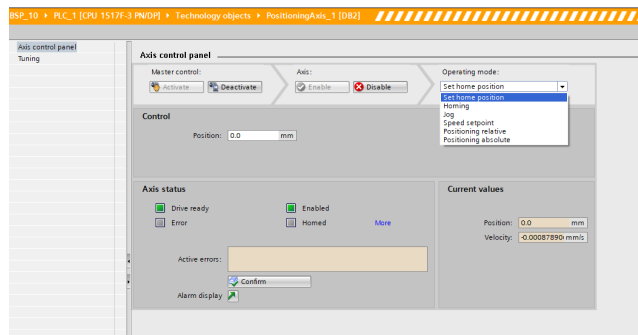 BSP_10 ▸ PLC_1 [CPU 1517F-3 PN/DP] ▸ Technology objects ▸ PositioningAxis_1 [DB2]
Axis control panel
Tuning
Axis control panel
Master control:
Axis:
Operating mode:
Activate
Deactivate
Enable
Disable
Set home position
Set home position
Homing
Jog
Speed setpoint
Positioning relative
Positioning absolute
Control
Position: 0.0 mm
Axis status
Current values
Drive ready
Enabled
Error
Homed
More
Position: 0.0 mm
Velocity: -0.00087890 mm/s
Active errors:
Confirm
Alarm display